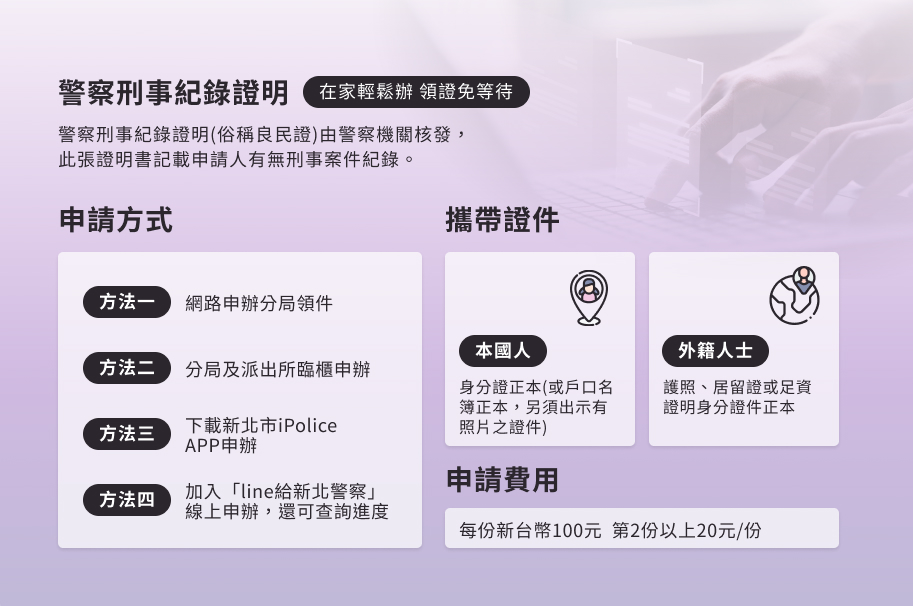 警察刑事紀錄證明 在家輕鬆辦 領證免等待
警察刑事紀錄證明(俗稱良民證)由警察機關核發，
此張證明書記載申請人有無刑事案件紀錄。
申請方式
方法一 網路申辦分局領件
方法二 分局及派出所臨櫃申辦
方法三 下載新北市iPolice
APP申辦
方法四 加入「line給新北警察」
線上申辦，還可查詢進度
攜帶證件
本國人
身分證正本(或戶口名
簿正本，另須出示有
照片之證件)
外籍人士
護照、居留證或足資
證明身分證件正本
申請費用
每份新台幣100元 第2份以上20元/份